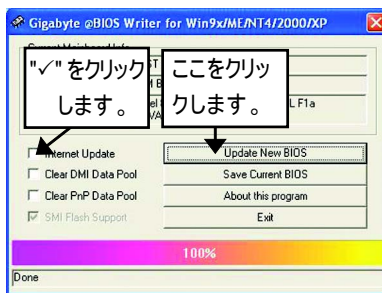 Gigabyte @BIOS Writer for Win9x/ME/NT4/2000/XP
"✓" をクリック
します。
ここをクリッ
クします。
L F1a
Internet Update
Update New BIOS
Clear DMI Data Pool
Save Current BIOS
Clear PnP Data Pool
About this program
SMI Flash Support
Exit
100%
Done